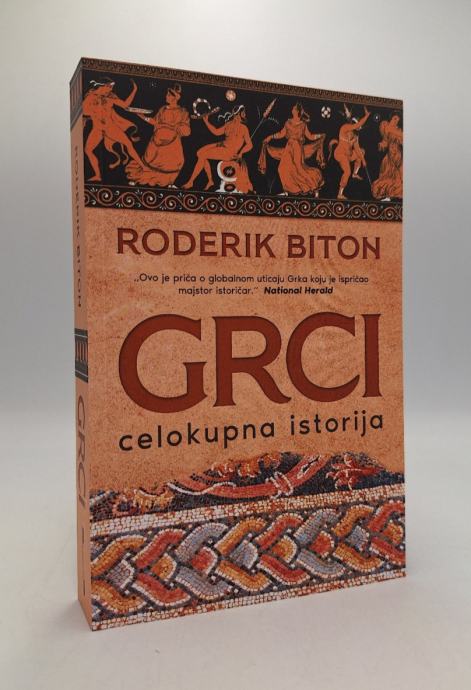 RODERIK BITON
„Ovo je priča o globalnom uticaju Grka koju je ispričao
majstor istoričar.“ National Herald
GRCI
celokupna istorija
RODERIK BITON
GRCI